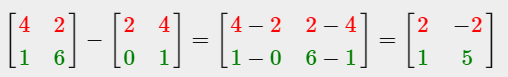 [4 2] − [2 4] = [4 − 2 2 − 4] = [2 −2]
[1 6] [0 1] [1 − 0 6 − 1] [1 5]